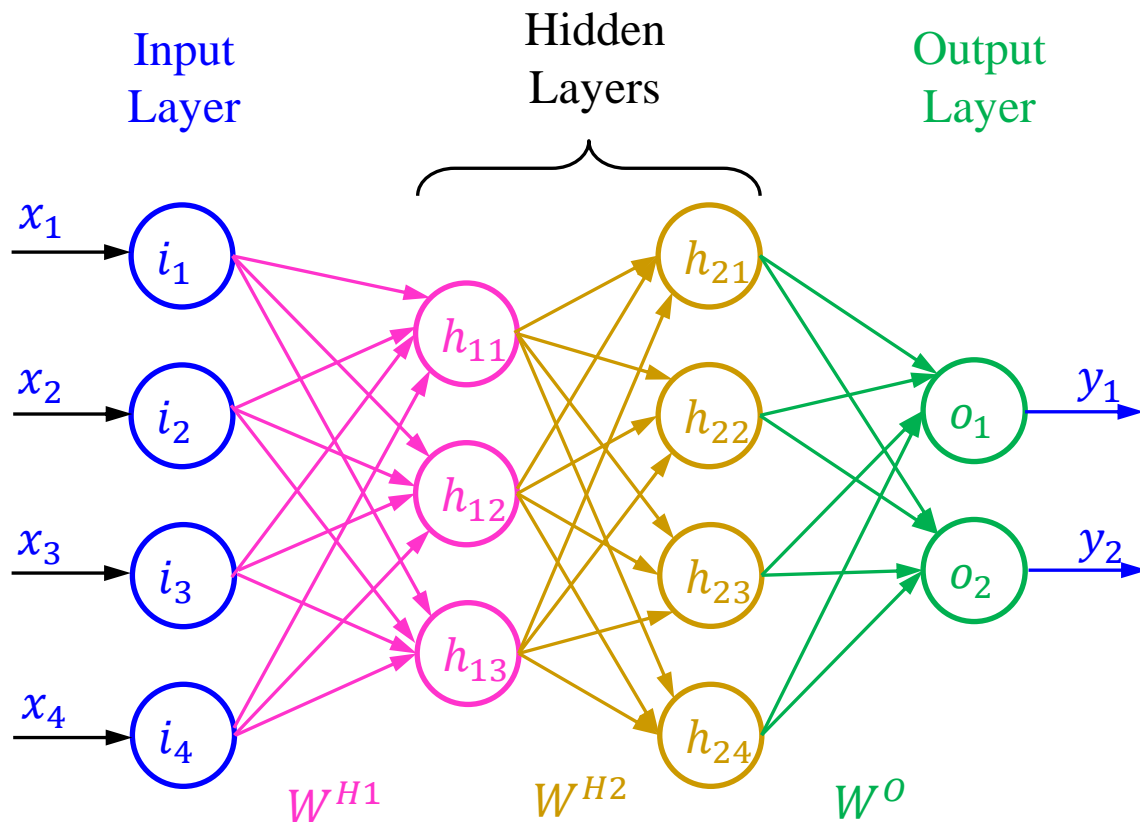 Input
Layer
Hidden
Layers
Output
Layer
x₁
x₂
x₃
x₄
i₁
i₂
i₃
i₄
h₁₁
h₁₂
h₁₃
h₂₁
h₂₂
h₂₃
h₂₄
o₁
o₂
y₁
y₂
W^{H1}
W^{H2}
W^{O}